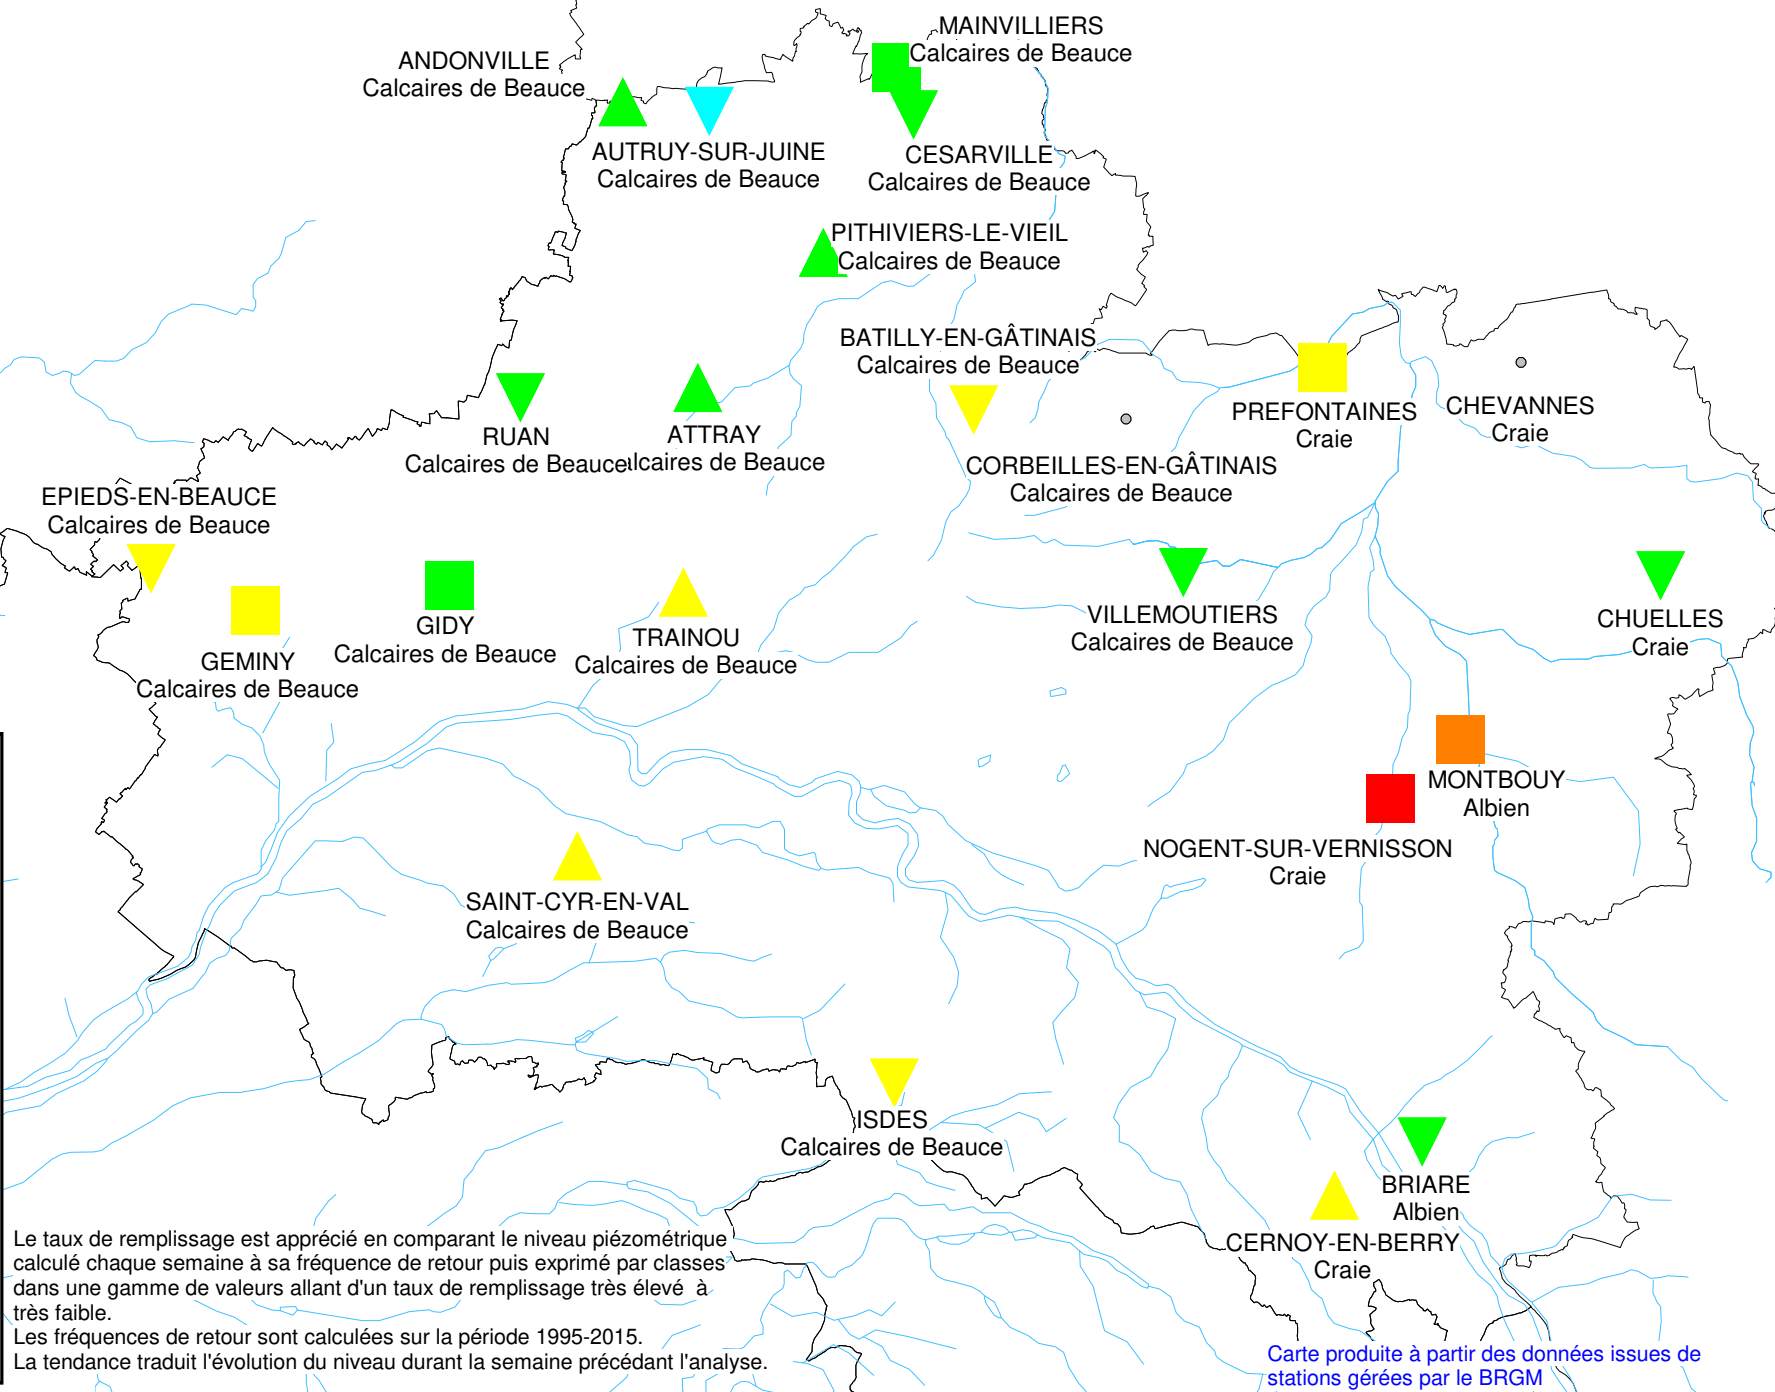 MAINVILLIERS
Calcaires de Beauce
ANDONVILLE
Calcaires de Beauce
AUTRUY-SUR-JUINE
Calcaires de Beauce
CESARVILLE
Calcaires de Beauce
PITHIVIERS-LE-VIEIL
Calcaires de Beauce
BATILLY-EN-GÂTINAIS
Calcaires de Beauce
PREFONTAINES
Craie
CHEVANNES
Craie
RUAN
Calcaires de Beauce
ATTRAY
lcaires de Beauce
CORBEILLES-EN-GÂTINAIS
Calcaires de Beauce
EPIEDS-EN-BEAUCE
Calcaires de Beauce
VILLEMOUTIERS
Calcaires de Beauce
CHUELLES
Craie
GIDY
Calcaires de Beauce
TRAINOU
Calcaires de Beauce
GEMINY
Calcaires de Beauce
MONTBOUY
Albien
NOGENT-SUR-VERNISSON
Craie
SAINT-CYR-EN-VAL
Calcaires de Beauce
ISDES
Calcaires de Beauce
BRIARE
Albien
CERNOY-EN-BERRY
Craie
Le taux de remplissage est apprécié en comparant le niveau piézométrique
calculé chaque semaine à sa fréquence de retour puis exprimé par classes
dans une gamme de valeurs allant d'un taux de remplissage très élevé à
très faible.
Les fréquences de retour sont calculées sur la période 1995-2015.
La tendance traduit l'évolution du niveau durant la semaine précédant l'analyse.
Carte produite à partir des données issues de
stations gérées par le BRGM